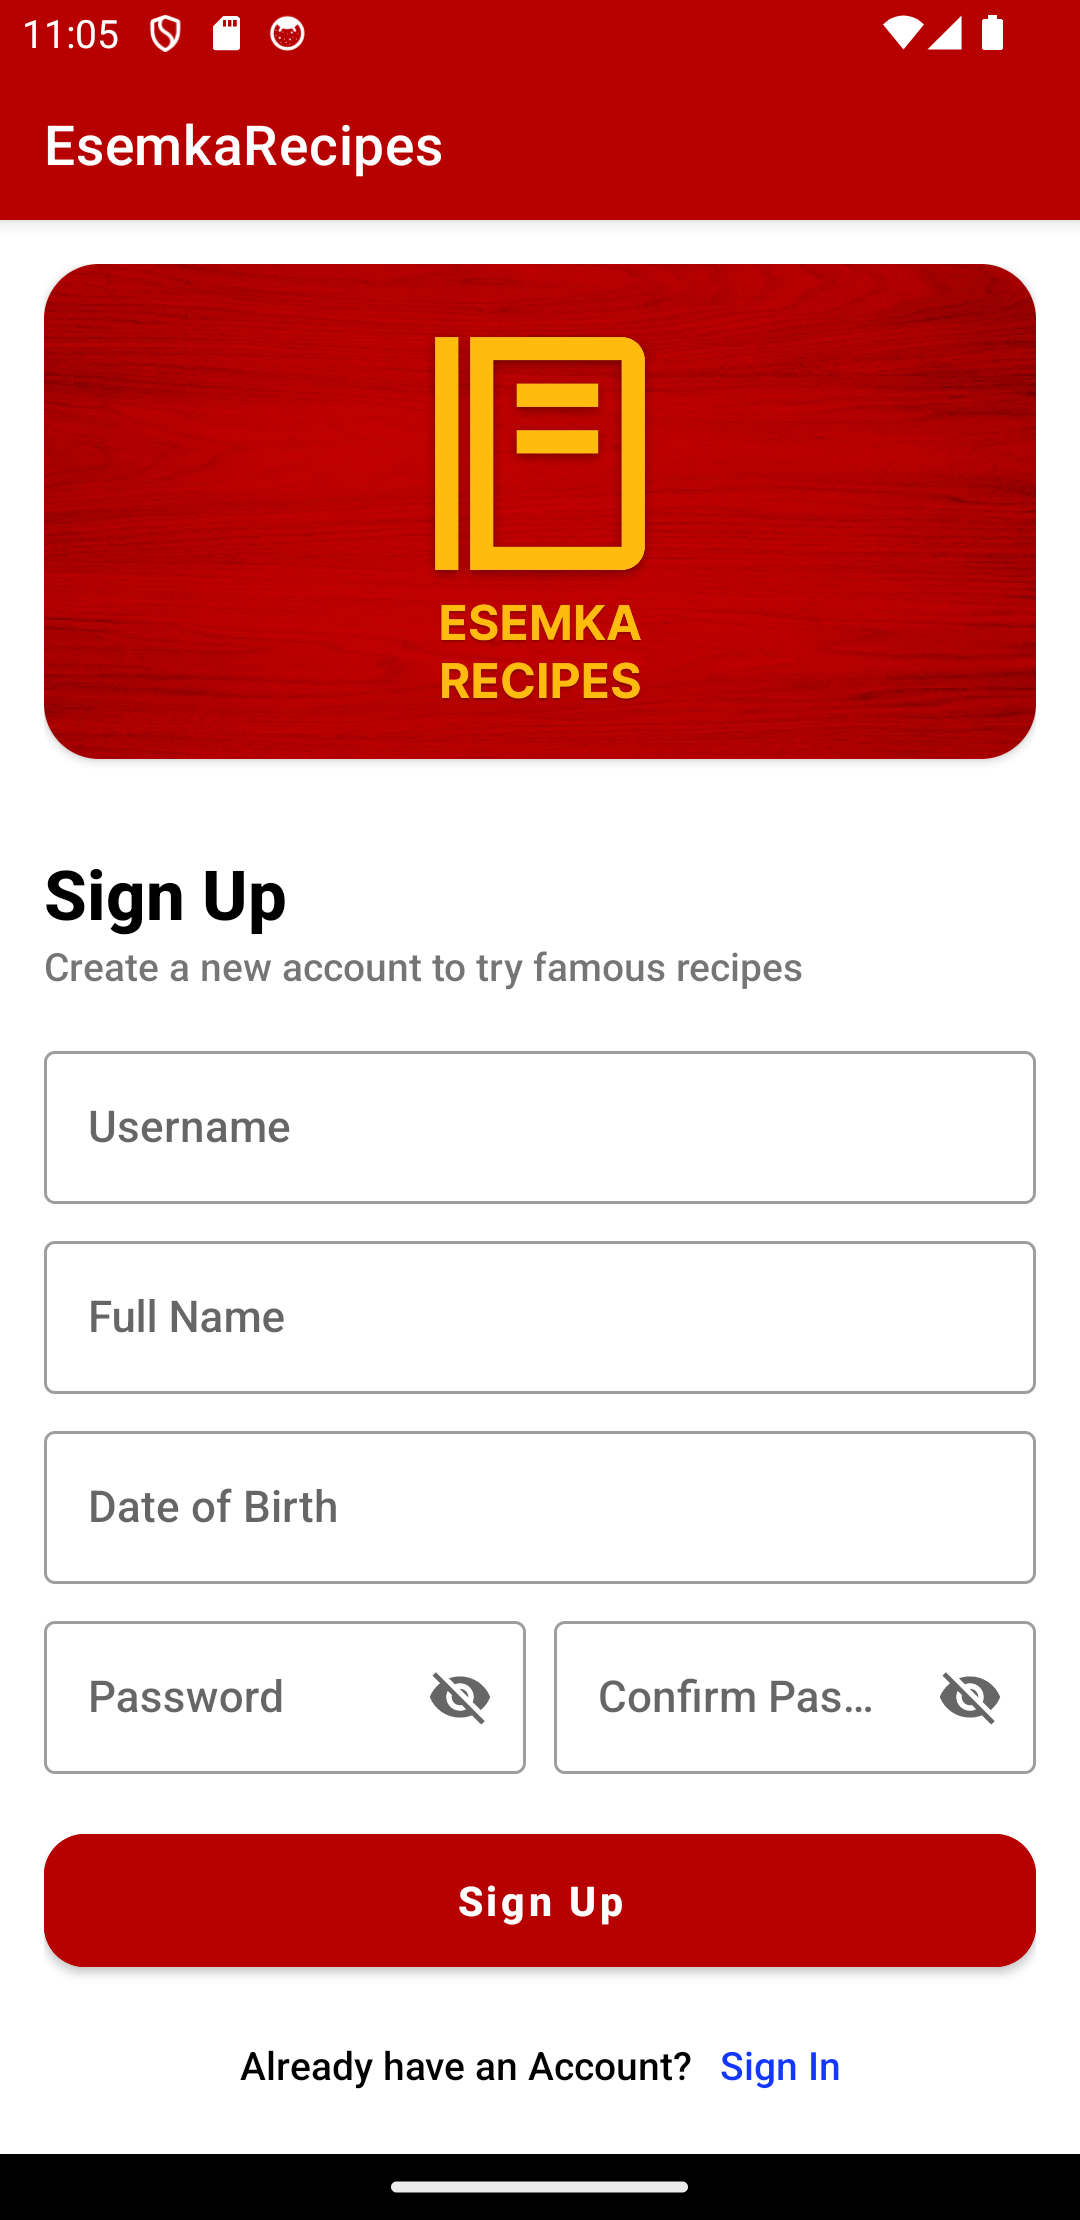 11:05
EsemkaRecipes
ESEMKA
RECIPES
Sign Up
Create a new account to try famous recipes
Username
Full Name
Date of Birth
Password
Confirm Pas...
Sign Up
Already have an Account? Sign In